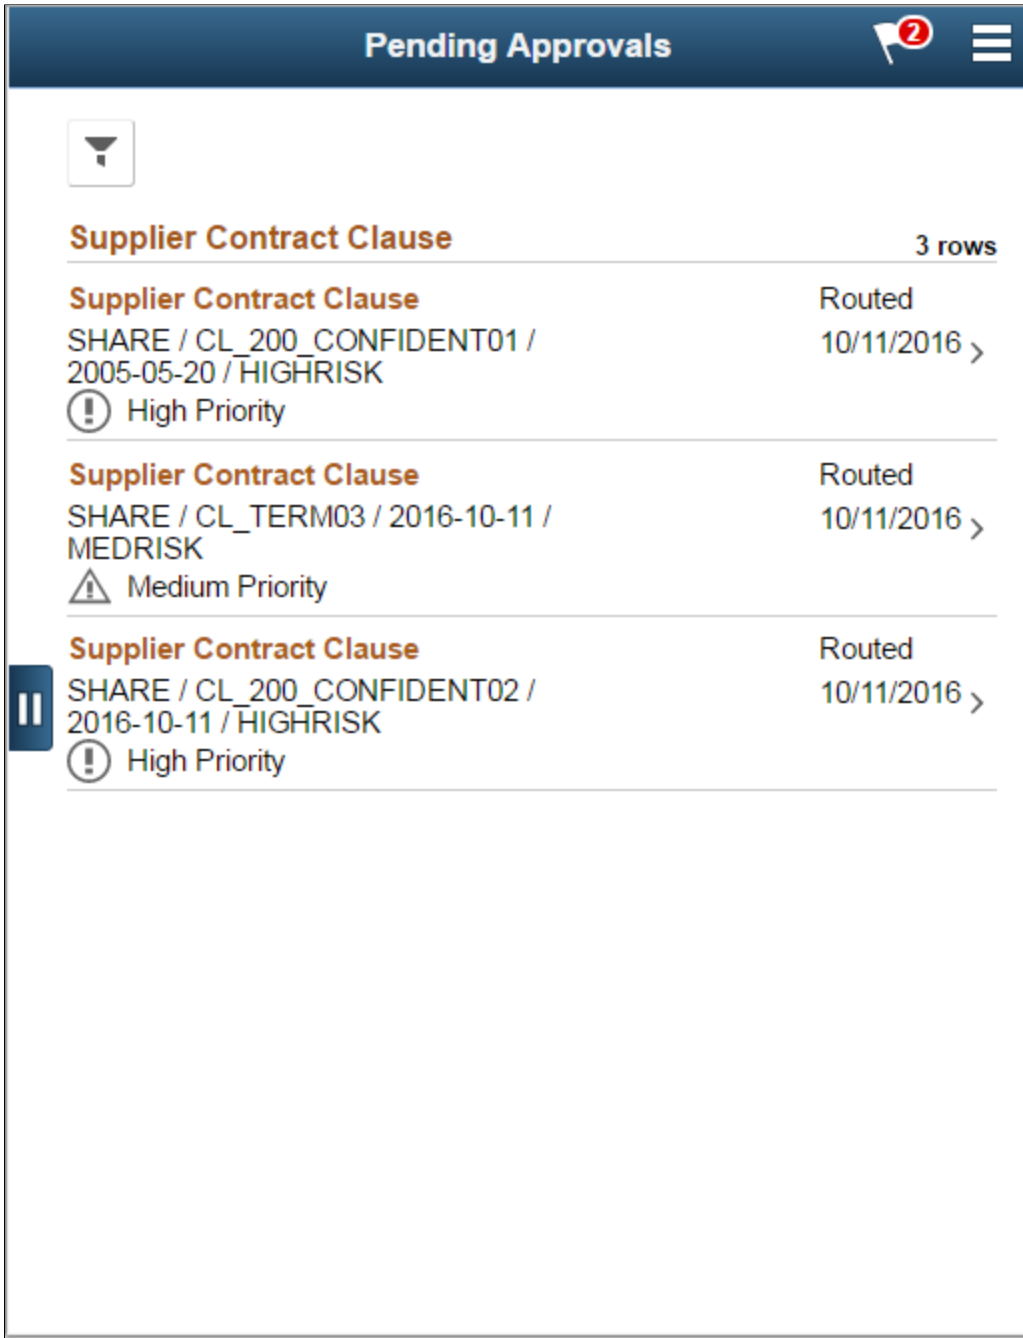 Pending Approvals
2
Supplier Contract Clause
3 rows
Supplier Contract Clause
Routed
SHARE / CL_200_CONFIDENT01 /
2005-05-20 / HIGHRISK
10/11/2016
High Priority
Supplier Contract Clause
Routed
SHARE / CL_TERM03 / 2016-10-11 /
MEDRISK
10/11/2016
Medium Priority
Supplier Contract Clause
Routed
SHARE / CL_200_CONFIDENT02 /
2016-10-11 / HIGHRISK
10/11/2016
High Priority